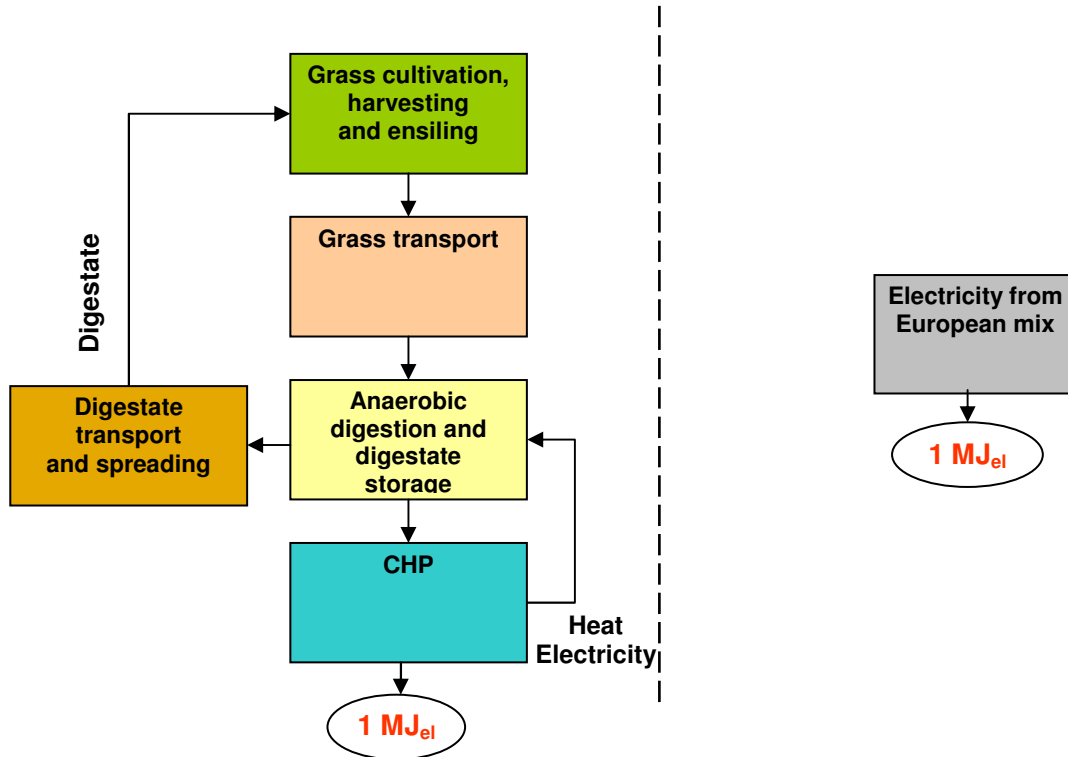 Grass cultivation,
harvesting
and ensiling
Grass transport
Digestate
Electricity from
European mix
Digestate
transport
and spreading
Anaerobic
digestion and
digestate
storage
1 MJel
CHP
Heat
Electricity
1 MJel